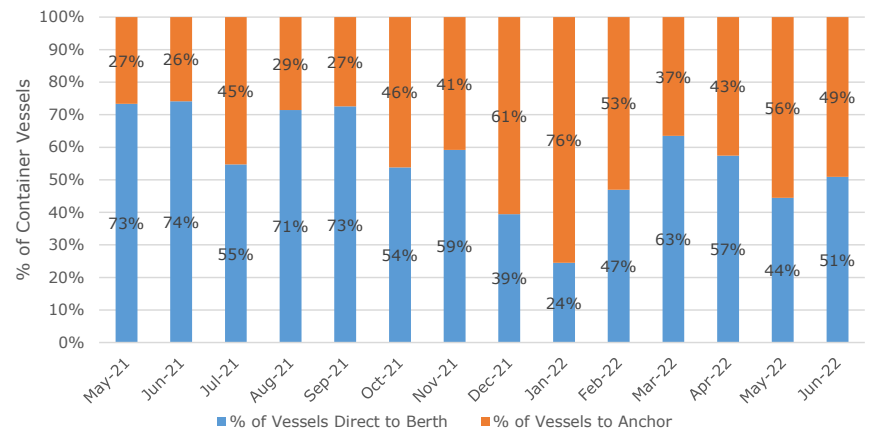 100%
90%
80%
70%
60%
50%
40%
30%
20%
10%
0%
% of Container Vessels
27% 26% 45% 29% 27% 46% 41% 61% 76% 53% 37% 43% 56% 49%
73% 74% 55% 71% 73% 54% 59% 39% 24% 47% 63% 57% 44% 51%
May-21 Jun-21 Jul-21 Aug-21 Sep-21 Oct-21 Nov-21 Dec-21 Jan-22 Feb-22 Mar-22 Apr-22 May-22 Jun-22
% of Vessels Direct to Berth % of Vessels to Anchor